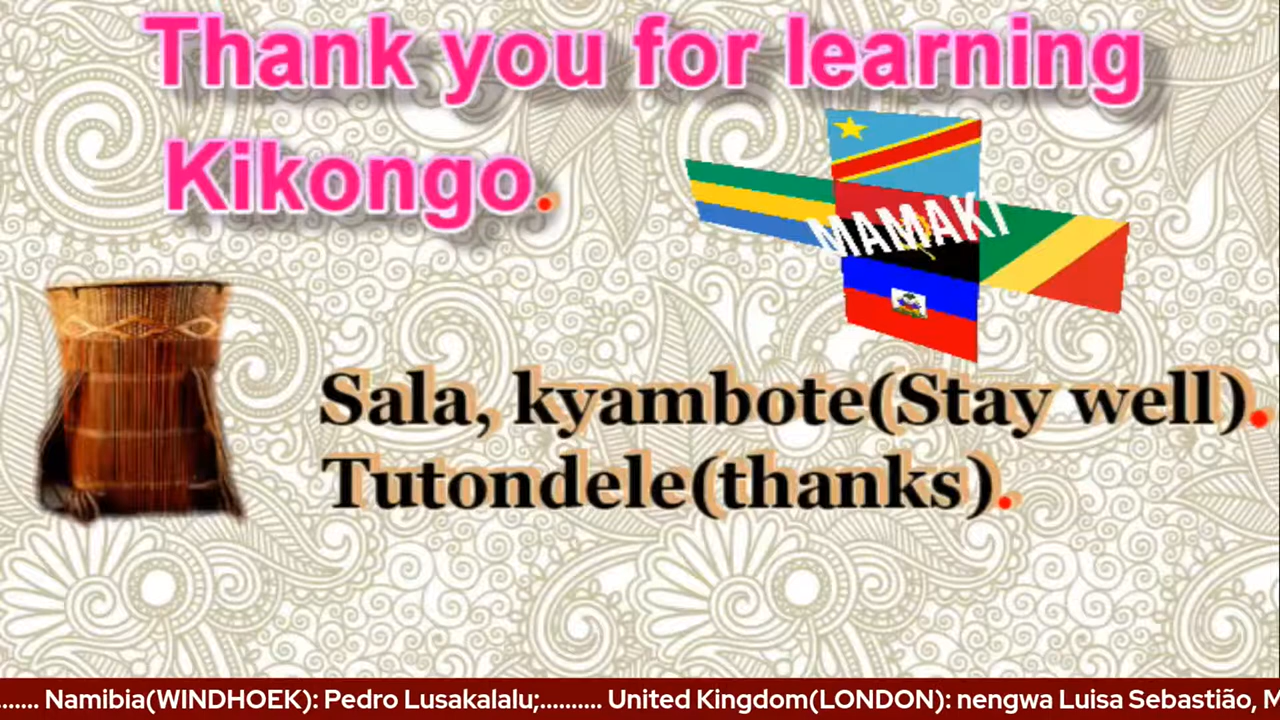 Thank you for learning
Kikongo.
MAMAKI
Sala, kyambote(Stay well).
Tutondele(thanks).
....... Namibia(WINDHOEK): Pedro Lusakalalu;.......... United Kingdom(LONDON): nengwa Luisa Sebastião, M